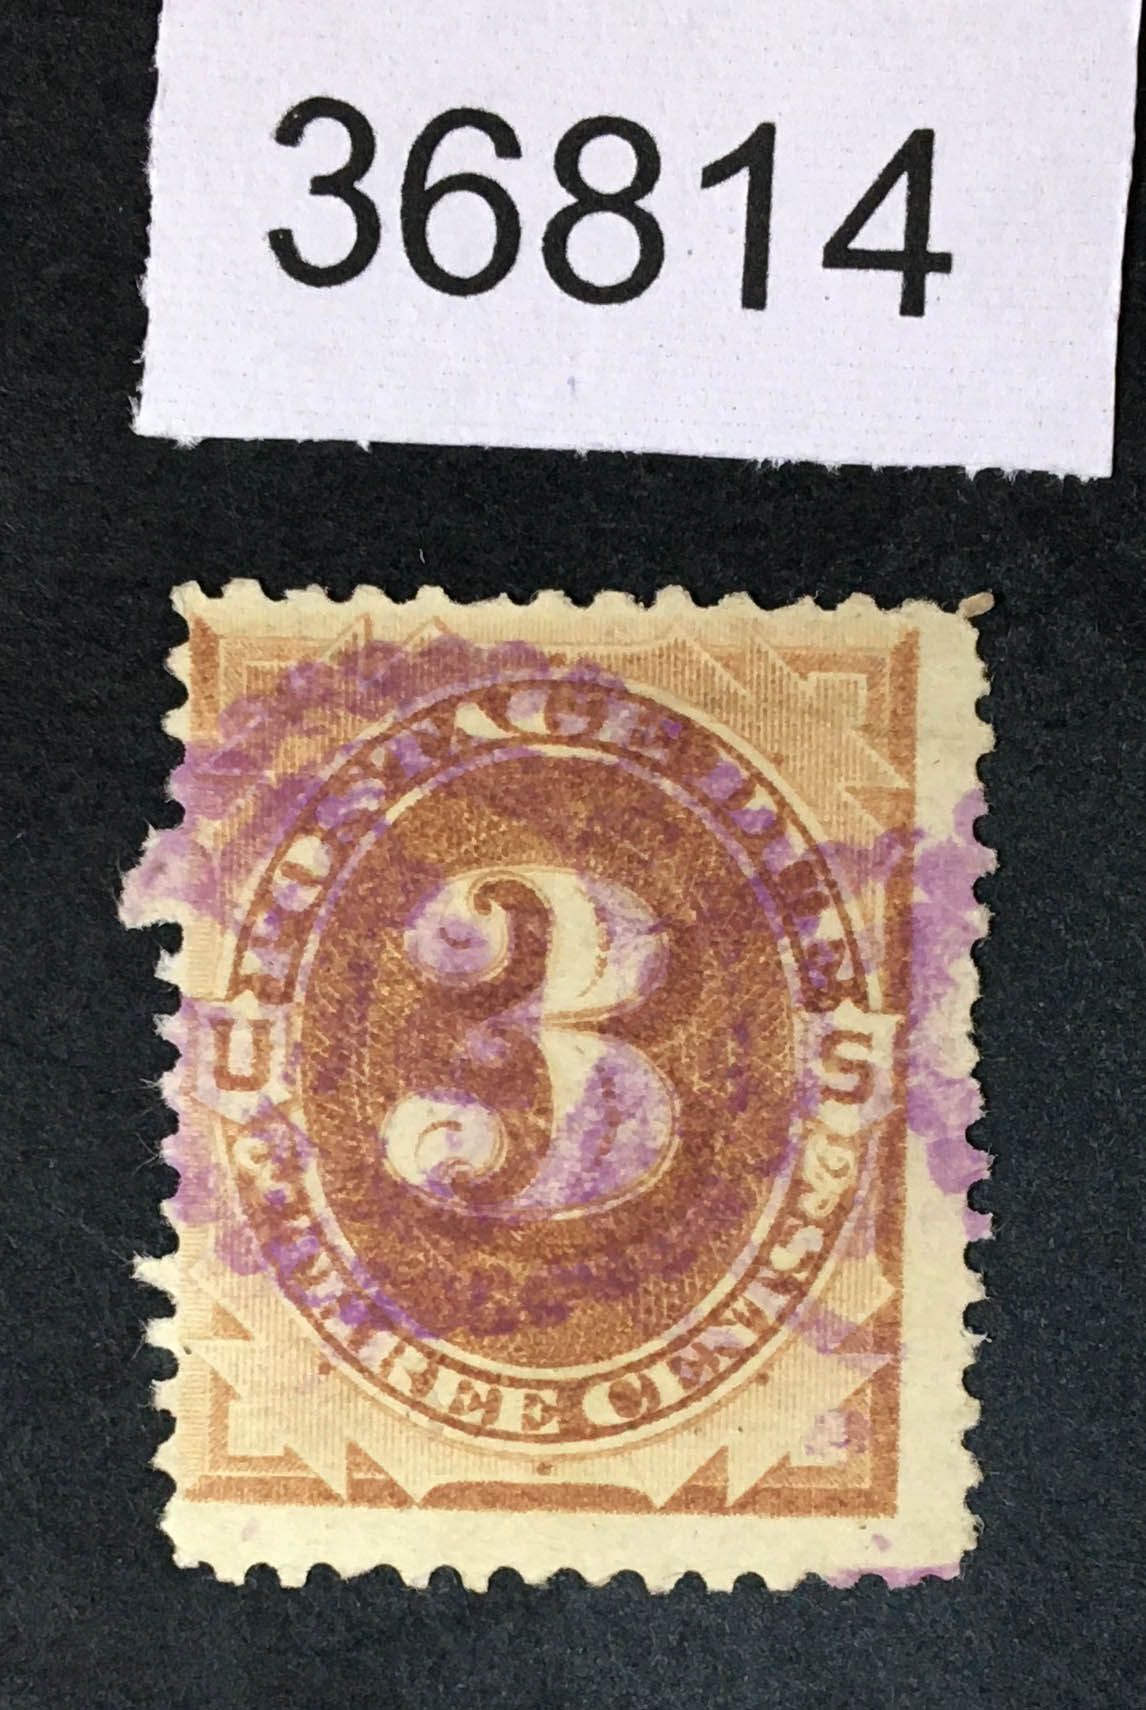 36814
POSTAGE DUE
U S
3
THREE CENTS